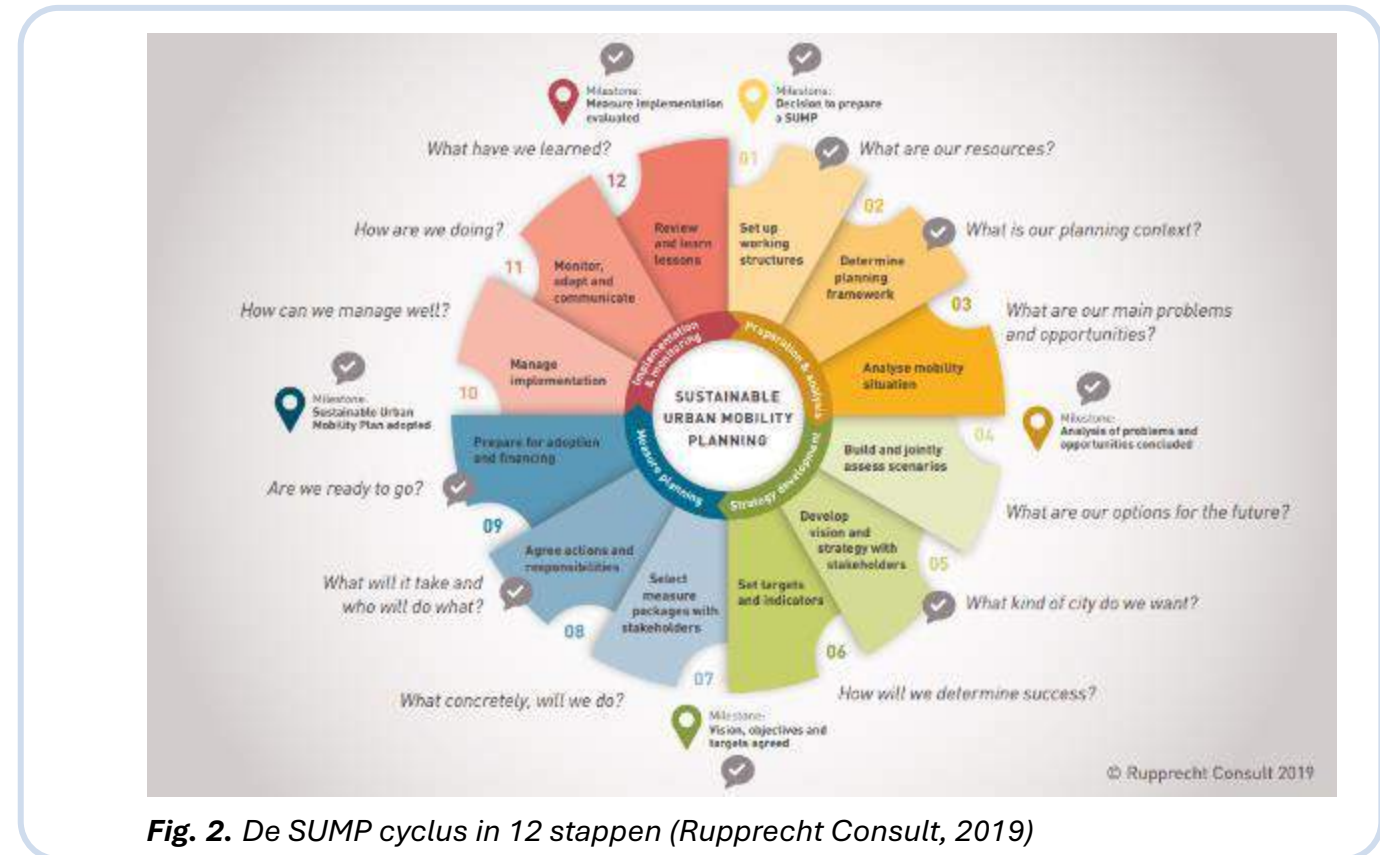 Milestone:
Measure implementation
evaluated
Milestone:
Decision to prepare
a SUMP
What have we learned?
What are our resources?
12
01
02
Review
and learn
lessons
Set up
working
structures
How are we doing?
What is our planning context?
11
Monitor,
adapt and
communicate
Determine
planning
framework
03
How can we manage well?
What are our main problems
and opportunities?
Implementation
& monitoring
Preparation & analysis
Manage
implementation
Analyse mobility
situation
10
SUSTAINABLE
URBAN MOBILITY
PLANNING
Milestone:
Sustainable Urban
Mobility Plan adopted
Milestone:
Analysis of problems and
opportunities concluded
04
Prepare for adoption
and financing
Build and jointly
assess scenarios
Measure planning
Strategy development
Are we ready to go?
What are our options for the future?
09
Agree actions and
responsibilities
Develop
vision and
strategy with
stakeholders
05
What will it take and
who will do what?
Select
measure
packages with
stakeholders
Set targets
and indicators
What kind of city do we want?
08
06
07
What concretely, will we do?
How will we determine success?
Milestone:
Vision, objectives and
targets agreed
© Rupprecht Consult 2019
Fig. 2. De SUMP cyclus in 12 stappen (Rupprecht Consult, 2019)